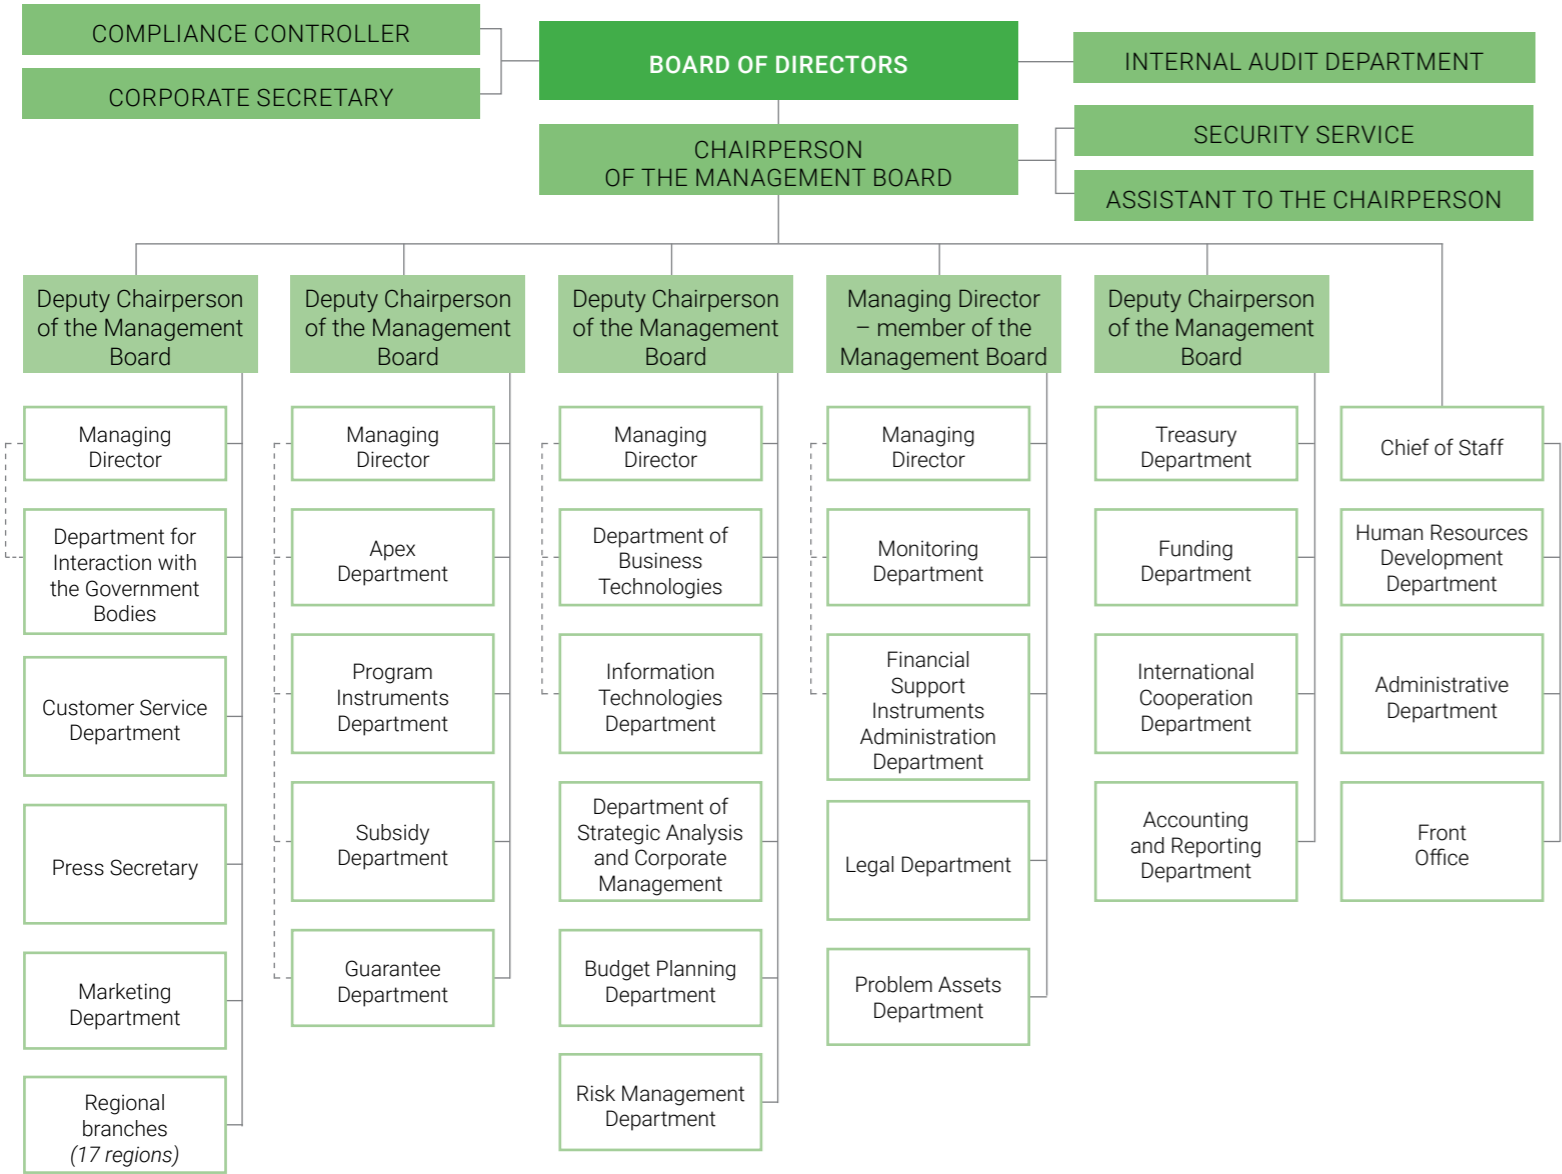 COMPLIANCE CONTROLLER
CORPORATE SECRETARY
BOARD OF DIRECTORS
INTERNAL AUDIT DEPARTMENT
CHAIRPERSON
OF THE MANAGEMENT BOARD
SECURITY SERVICE
ASSISTANT TO THE CHAIRPERSON
Deputy Chairperson
of the Management
Board
Managing
Director
Department for
Interaction with
the Government
Bodies
Customer Service
Department
Press Secretary
Marketing
Department
Regional
branches
(17 regions)
Deputy Chairperson
of the Management
Board
Managing
Director
Apex
Department
Program
Instruments
Department
Subsidy
Department
Guarantee
Department
Deputy Chairperson
of the Management
Board
Managing
Director
Department of
Business
Technologies
Information
Technologies
Department
Department of
Strategic Analysis
and Corporate
Management
Budget Planning
Department
Risk Management
Department
Managing Director
– member of the
Management Board
Managing
Director
Monitoring
Department
Financial
Support
Instruments
Administration
Department
Legal Department
Problem Assets
Department
Deputy Chairperson
of the Management
Board
Treasury
Department
Funding
Department
International
Cooperation
Department
Accounting
and Reporting
Department
Chief of Staff
Human Resources
Development
Department
Administrative
Department
Front
Office